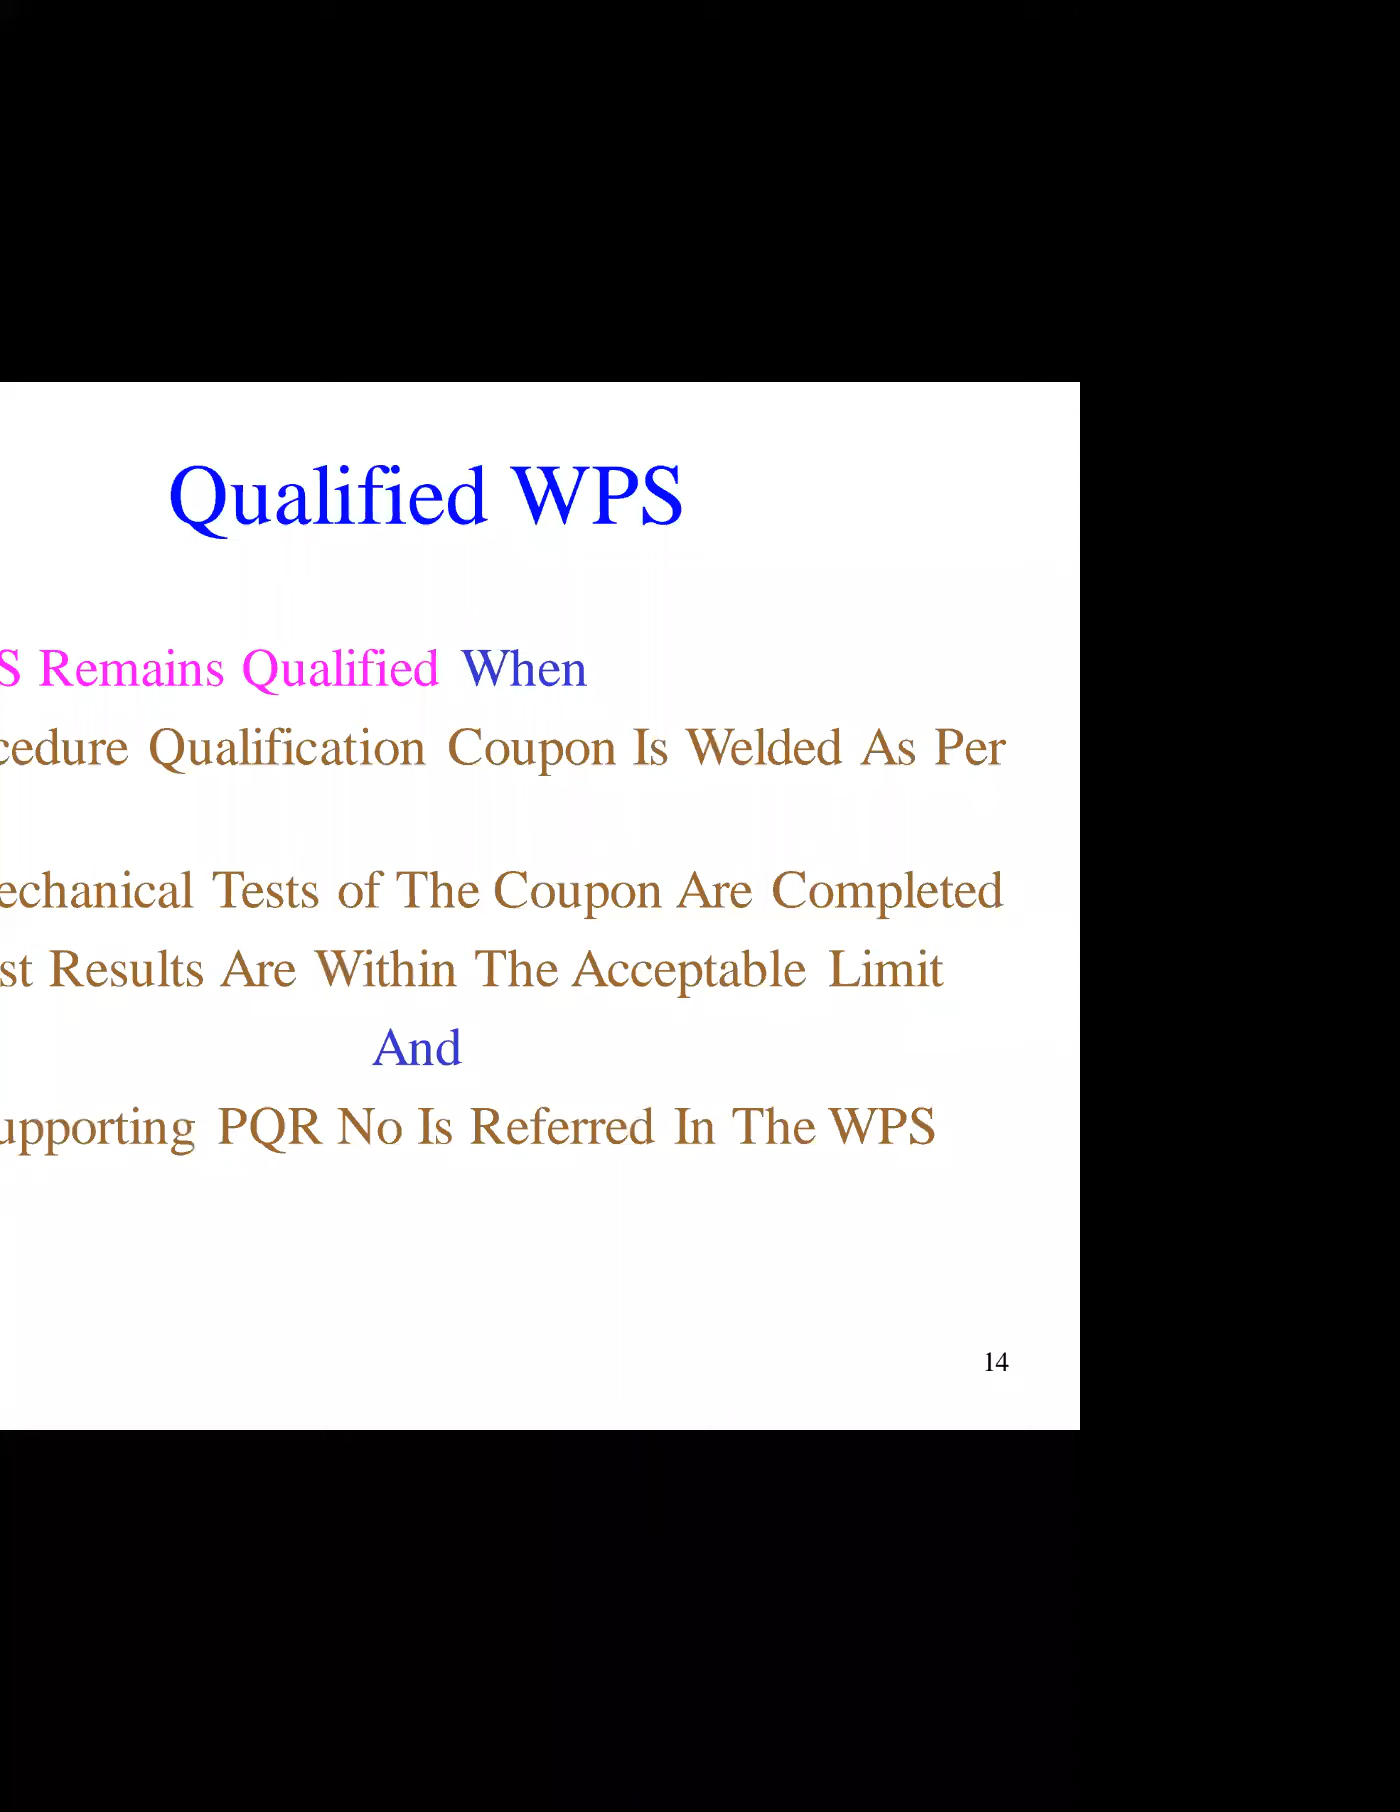 Qualified WPS
S Remains Qualified When
cedure Qualification Coupon Is Welded As Per
echanical Tests of The Coupon Are Completed
st Results Are Within The Acceptable Limit
And
upporting PQR No Is Referred In The WPS
14